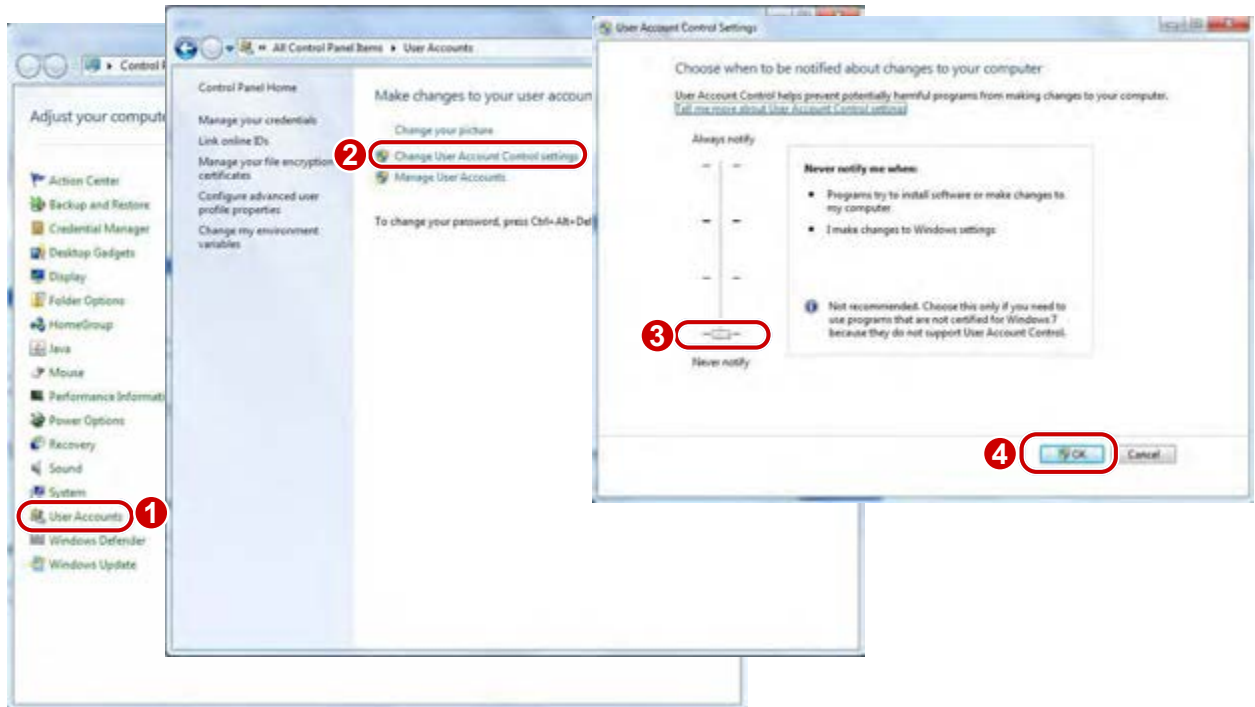 Control P
Adjust your compute
Action Center
Backup and Restore
Credential Manager
Desktop Gadgets
Display
Folder Options
HomeGroup
Java
Mouse
Performance Informati
Power Options
Recovery
Sound
System
User Accounts
1
Windows Defender
Windows Update
All Control Panel Items User Accounts
Control Panel Home
Manage your credentials
Link online IDs
Manage your file encryption
certificates
Configure advanced user
profile properties
Change my environment
variables
Make changes to your user accoun
Change your picture
2
Change User Account Control settings
Manage User Accounts
To change your password, press Ctrl+Alt+Del
User Account Control Settings
Choose when to be notified about changes to your computer
User Account Control helps prevent potentially harmful programs from making changes to your computer.
Tell me more about User Account Control settings
Always notify
Never notify me when:
• Programs try to install software or make changes to
my computer
• I make changes to Windows settings
Not recommended. Choose this only if you need to
use programs that are not certified for Windows 7
because they do not support User Account Control.
3
Never notify
4
OK
Cancel